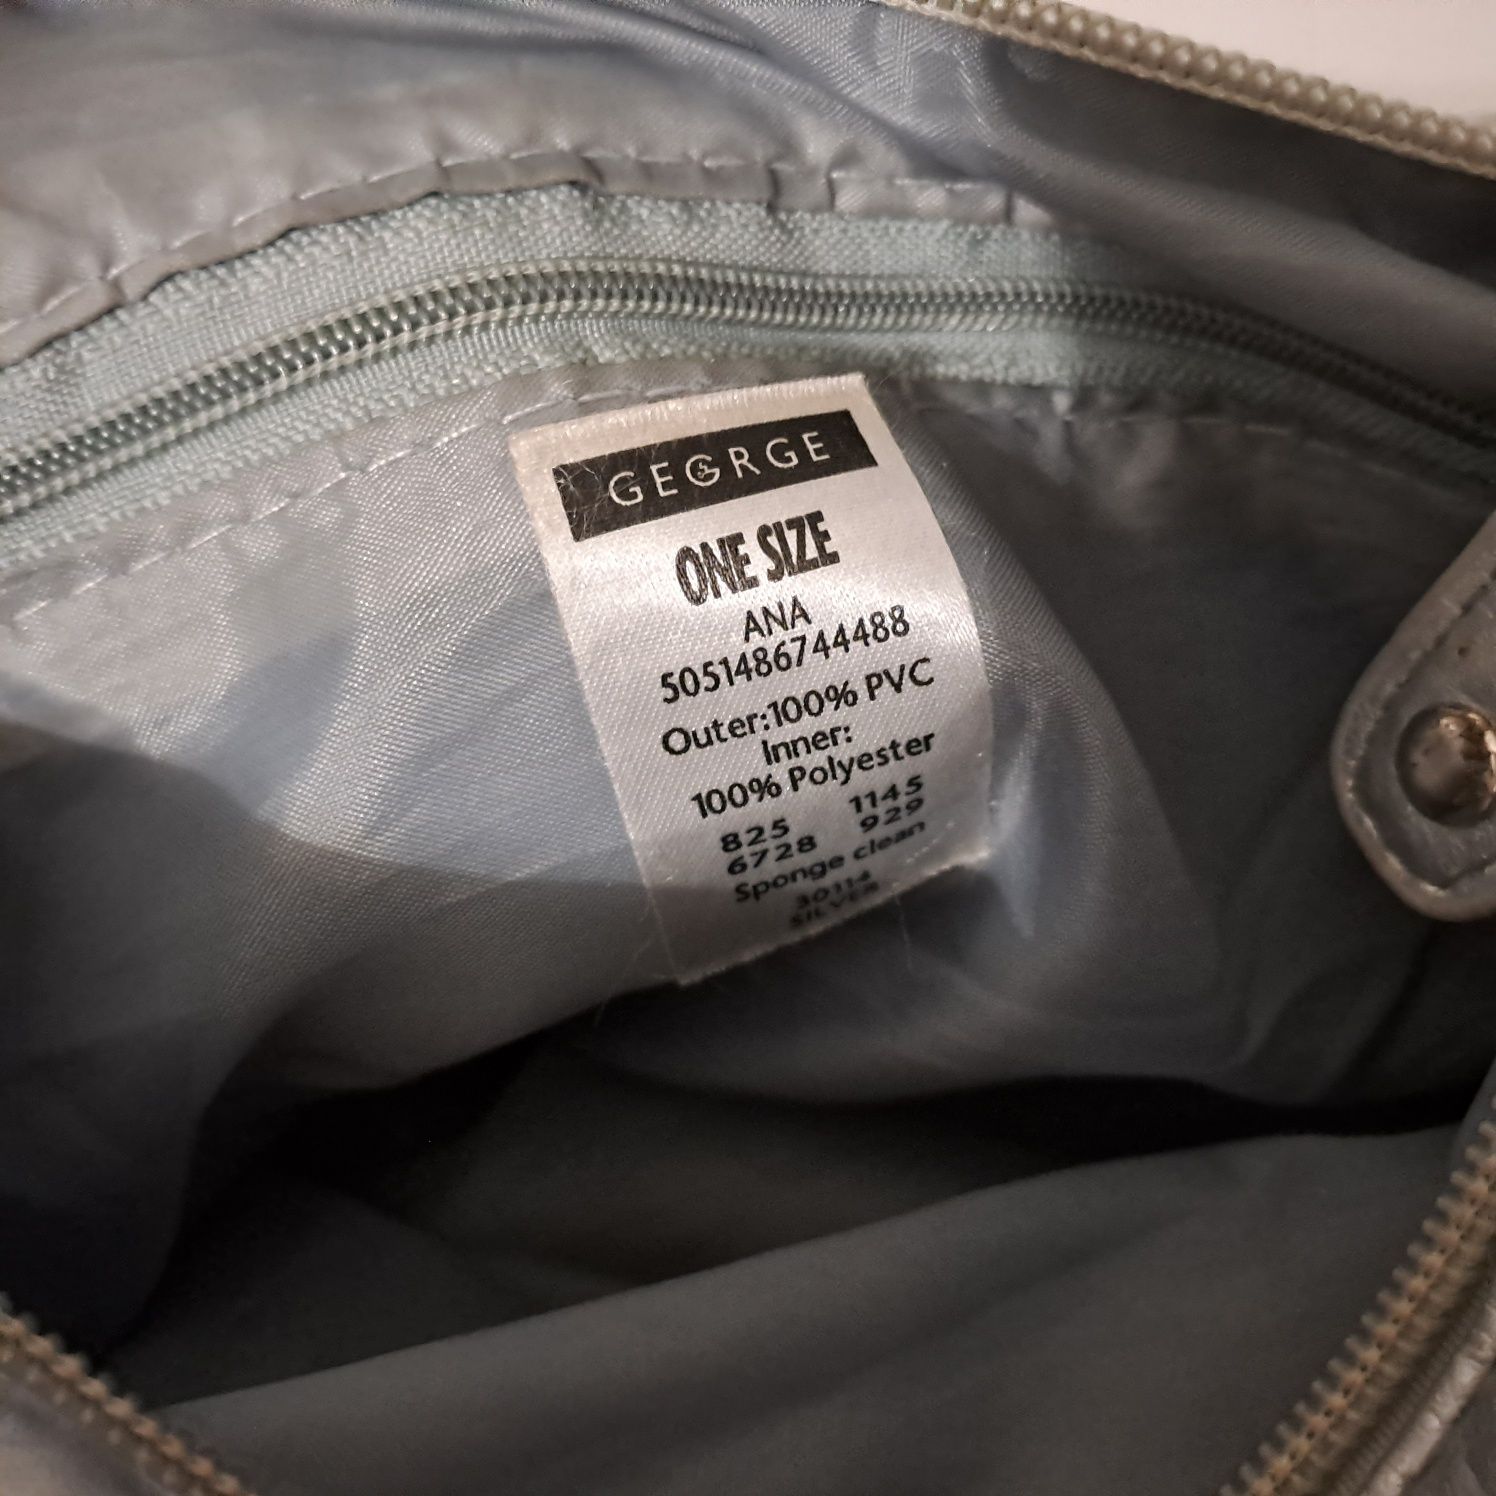 GEORGE
ONE SIZE
ANA
5051486744488
Outer:100% PVC
Inner:
100% Polyester
825 1145
6728 929
Sponge clean
30114
SILVER